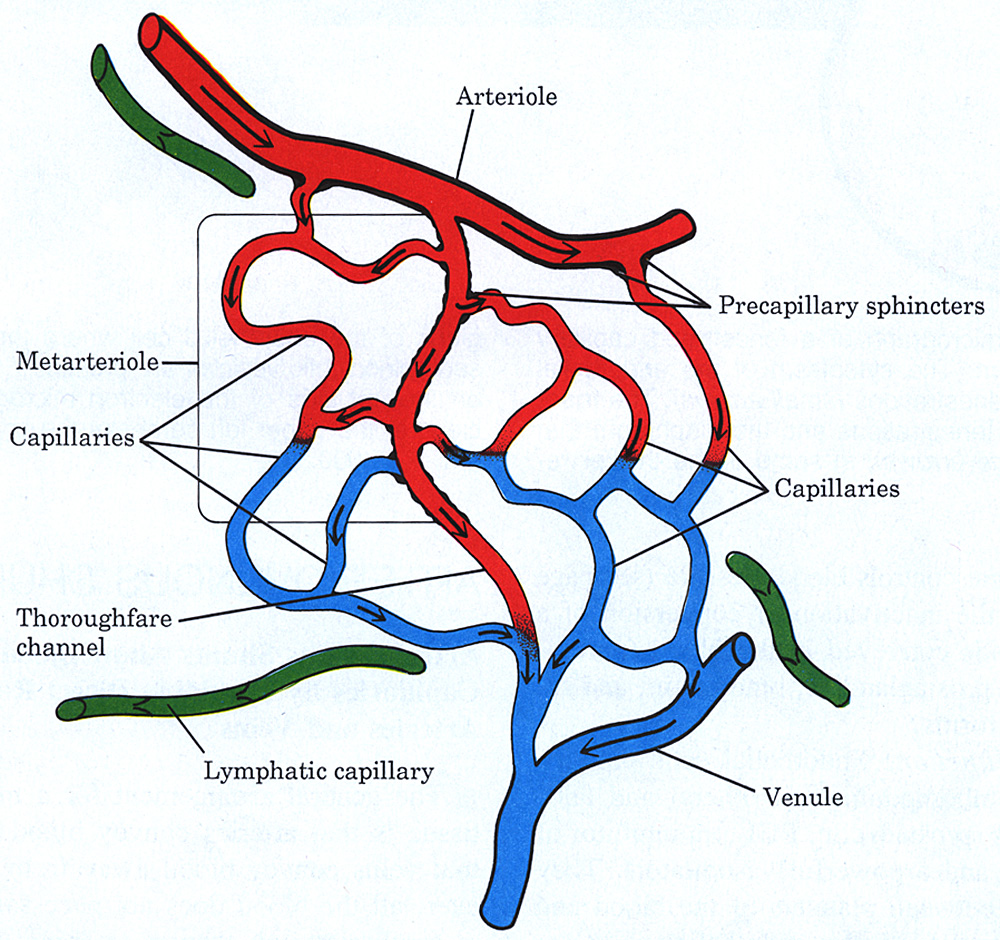 Arteriole
Precapillary sphincters
Metarteriole
Capillaries
Capillaries
Thoroughfare
channel
Lymphatic capillary
Venule